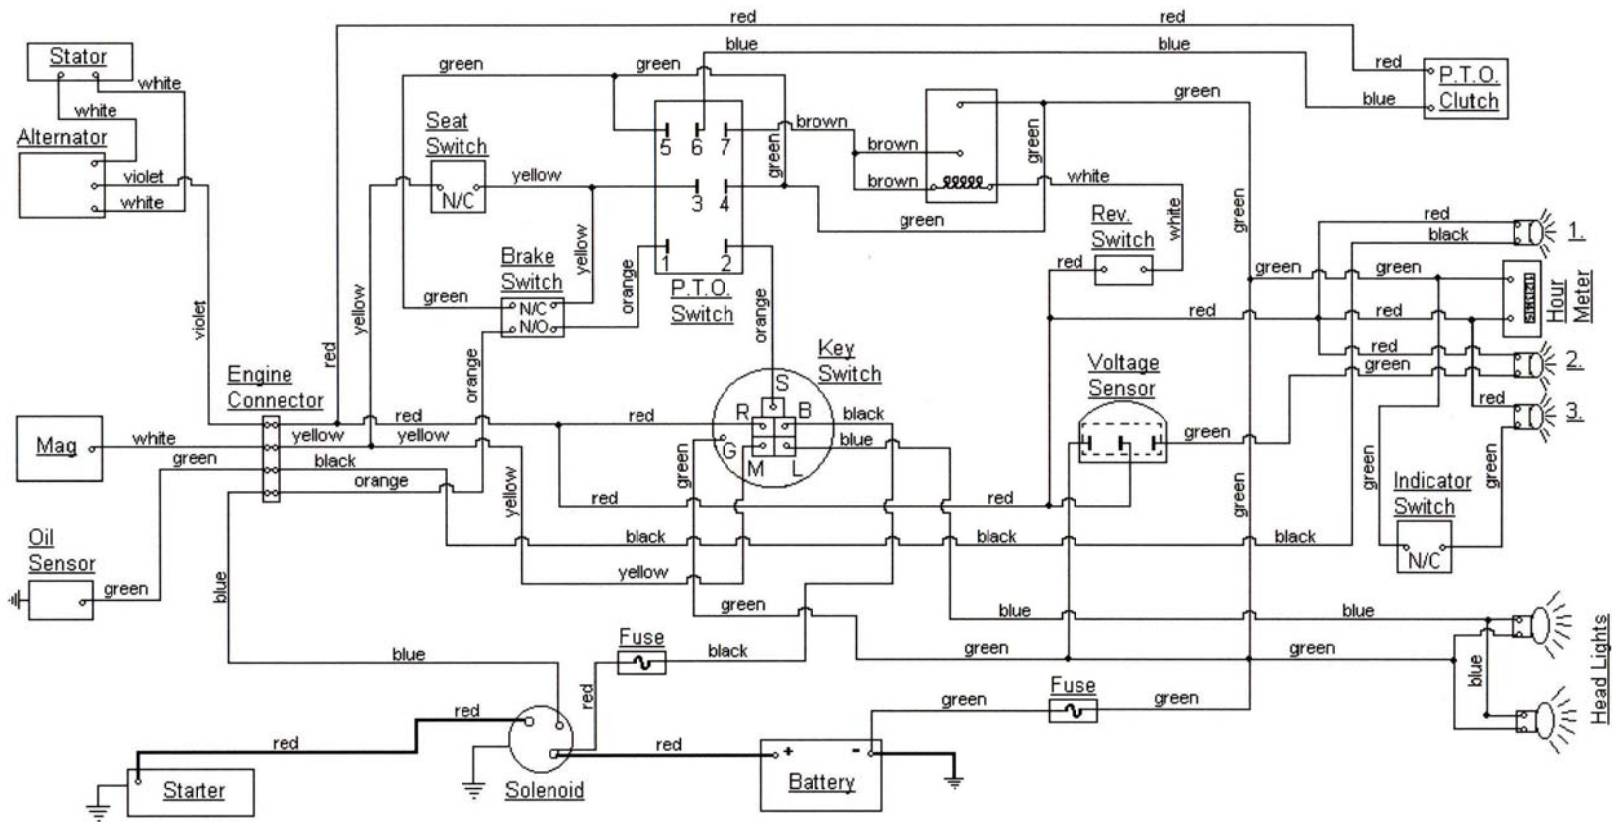 red red
blue blue
Stator
white
white
Alternator
violet
white
green green
Seat
Switch
N/C
yellow
5 6 7
3 4
1 2
P.T.O.
Switch
green
brown
brown
brown
green
green
green
white
white
green
red
blue
P.T.O.
Clutch
Brake
Switch
N/C
N/O
green
yellow
orange
orange
yellow
orange
violet
red
Rev.
Switch
red
red
black
1.
green green
green
red red
Hour
Meter
red
green
2.
red
3.
Key
Switch
S
R B
G
M L
black
blue
Voltage
Sensor
green
Engine
Connector
red red
yellow yellow
black
orange
Mag
white
green
green
yellow
red red
green
green
green
Indicator
Switch
N/C
black black black
Oil
Sensor
green
blue
yellow
green
blue blue
green green
blue
Head Lights
Fuse
black
blue
red
Fuse
green green
red
red
red
Starter
Solenoid
+ -
Battery